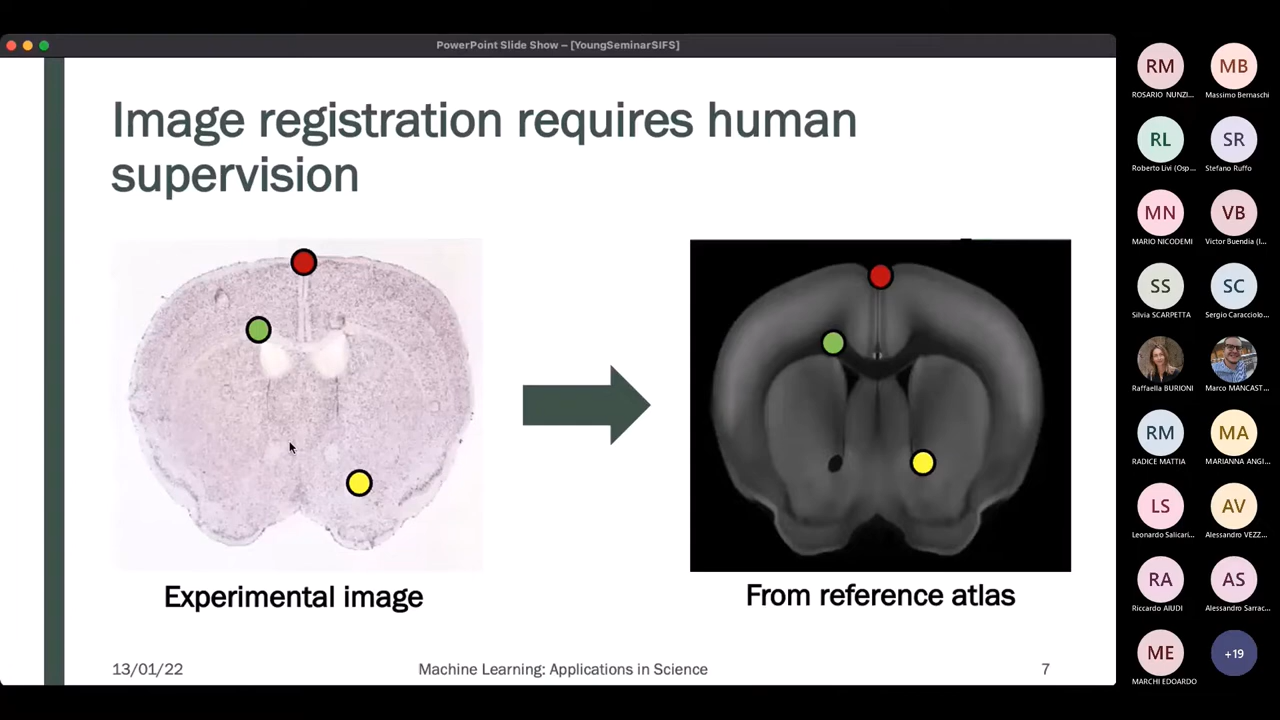 PowerPoint Slide Show – [YoungSeminarSIFS]
Image registration requires human
supervision
Experimental image
From reference atlas
13/01/22
Machine Learning: Applications in Science
7
RM
MB
ROSARIO NUNZI...
Massimo Bernaschi
RL
SR
Roberto Livi (Osp...
Stefano Ruffo
MN
VB
MARIO NICODEMI
Victor Buendia (I...
SS
SC
Silvia SCARPETTA
Sergio Caracciolo...
Raffaella BURIONI
Marco MANCAST...
RM
MA
RADICE MATTIA
MARIANNA ANGI...
LS
AV
Leonardo Salicari...
Alessandro VEZZ...
RA
AS
Riccardo AIUDI
Alessandro Sarrac...
ME
+19
MARCHI EDOARDO